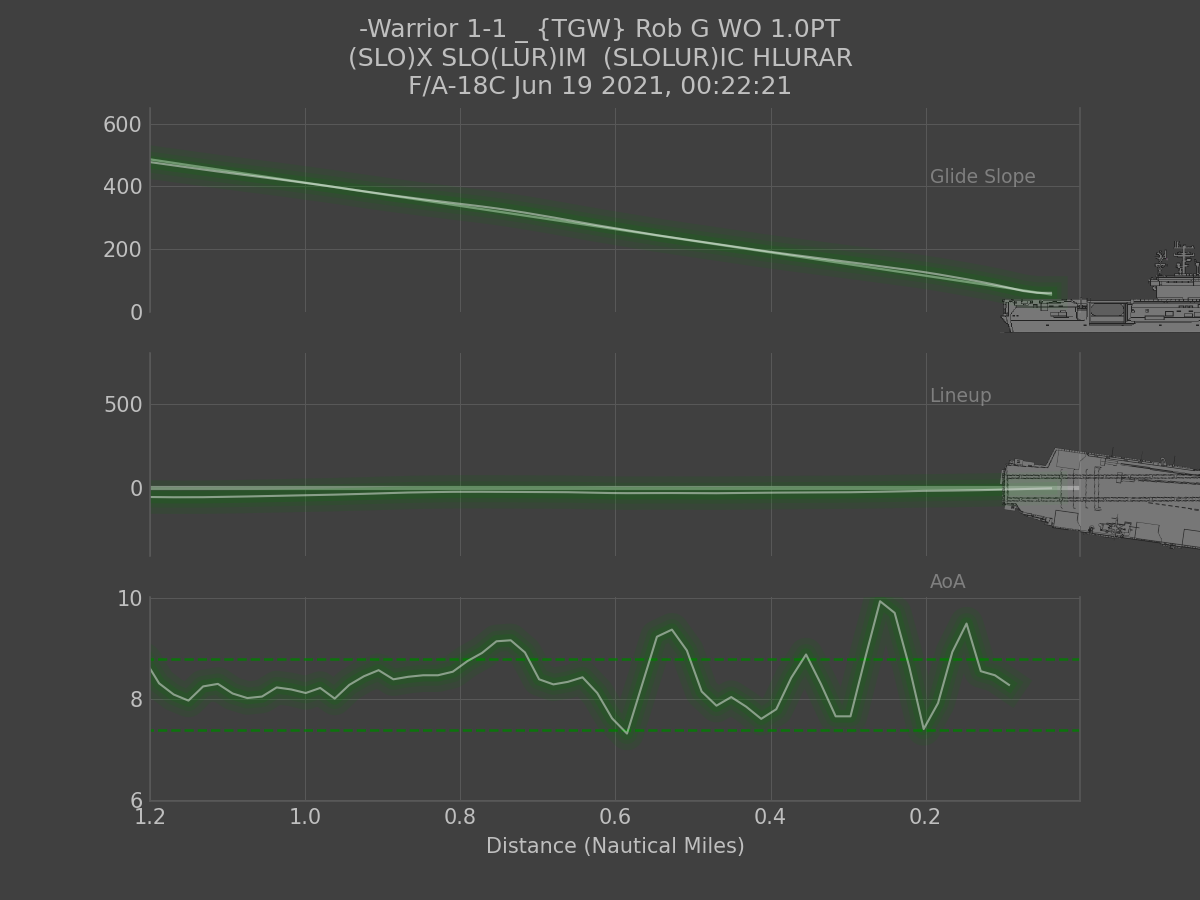 -Warrior 1-1 _ {TGW} Rob G WO 1.0PT
(SLO)X SLO(LUR)IM  (SLOLUR)IC HLURAR
F/A-18C Jun 19 2021, 00:22:21
600
400
200
0
Glide Slope
500
0
Lineup
AoA
10
8
6
1.2 1.0 0.8 0.6 0.4 0.2
Distance (Nautical Miles)